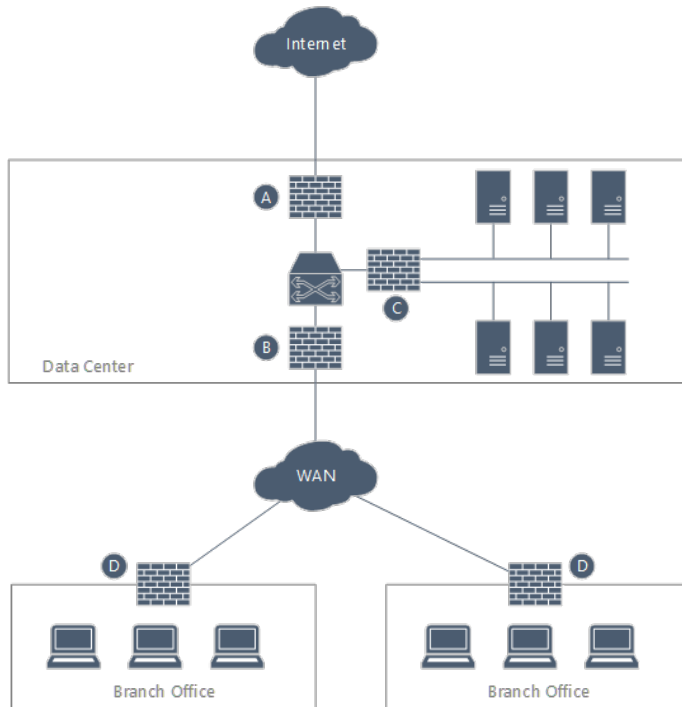 Internet
A
C
B
Data Center
WAN
D
D
Branch Office
Branch Office